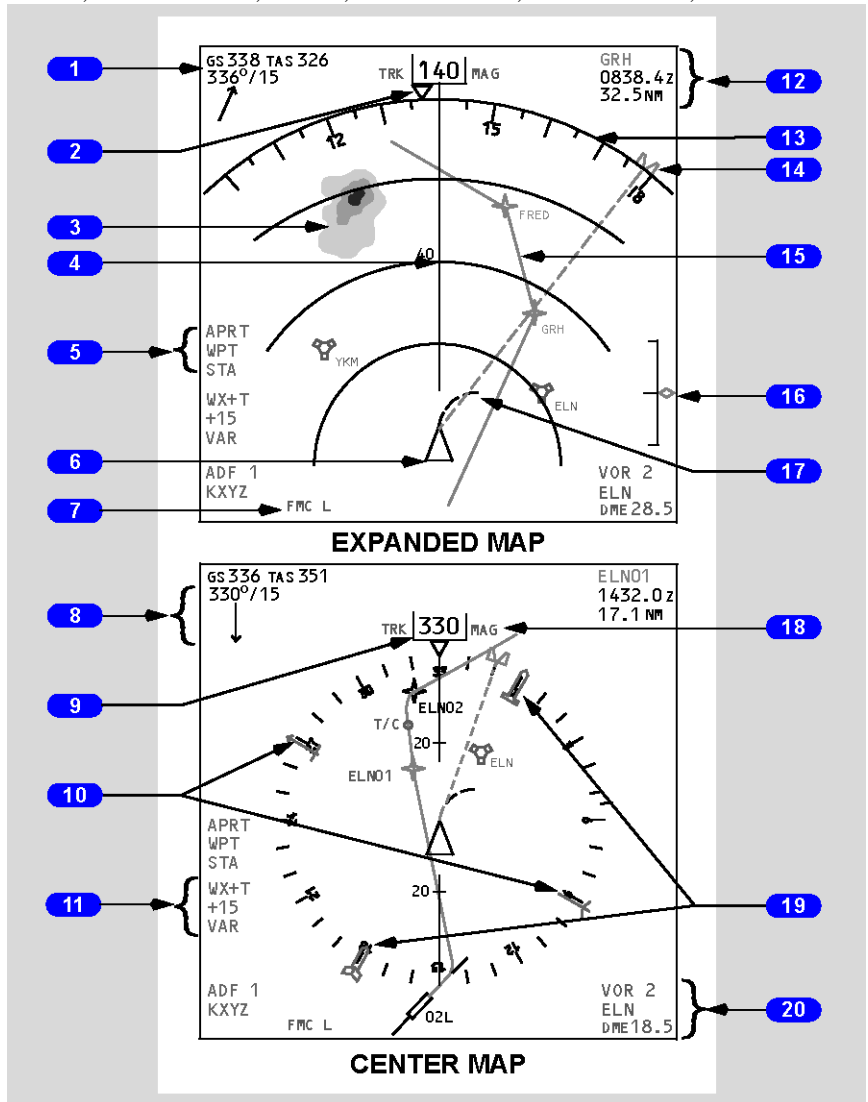 1
2
3
4
5
6
7
8
9
10
11
12
13
14
15
16
17
18
19
20
GS338 TAS326
336°/15
TRK 140 MAG
GRH
0838.4z
32.5NM
12
15
18
FRED
40
GRH
APRT
WPT
STA
YKM
ELN
WX+T
+15
VAR
ADF 1
KXYZ
FMC L
VOR 2
ELN
DME28.5
EXPANDED MAP
GS336 TAS351
330°/15
TRK 330 MAG
ELN01
1432.0z
17.1NM
33
ELN02
T/C
20
ELN
ELN01
APRT
WPT
STA
20
WX+T
+15
VAR
12
15
ADF 1
KXYZ
FMC L
02L
VOR 2
ELN
DME18.5
CENTER MAP